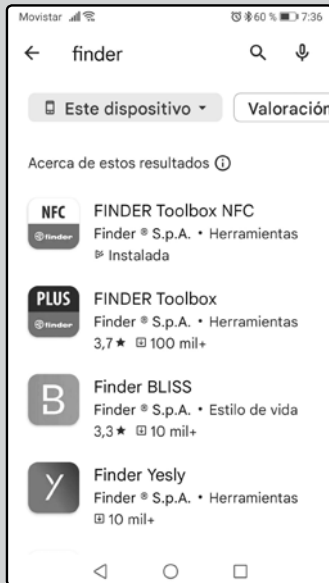 Movistar 60 % 7:36
finder
Este dispositivo Valoración
Acerca de estos resultados
NFC
finder
FINDER Toolbox NFC
Finder ® S.p.A. • Herramientas
Instalada
PLUS
finder
FINDER Toolbox
Finder ® S.p.A. • Herramientas
3,7★ 100 mil+
B
Finder BLISS
Finder ® S.p.A. • Estilo de vida
3,3★ 10 mil+
Y
Finder Yesly
Finder ® S.p.A. • Herramientas
10 mil+